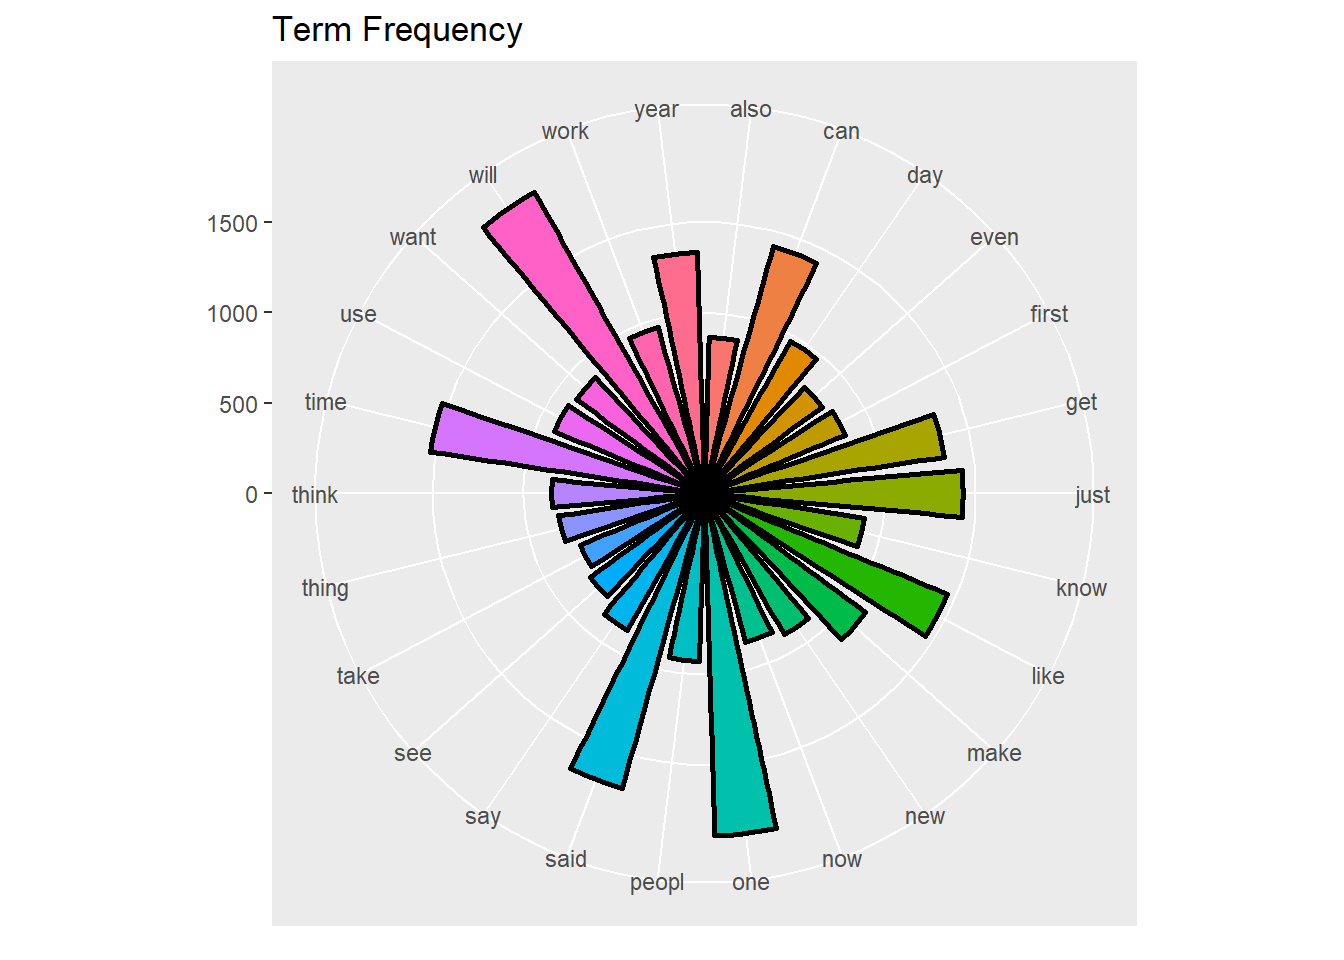 Term Frequency
year
also
work
can
will
day
want
even
1500
1000
500
0
use
first
time
get
think
just
thing
know
take
like
see
make
say
new
said
now
peopl
one